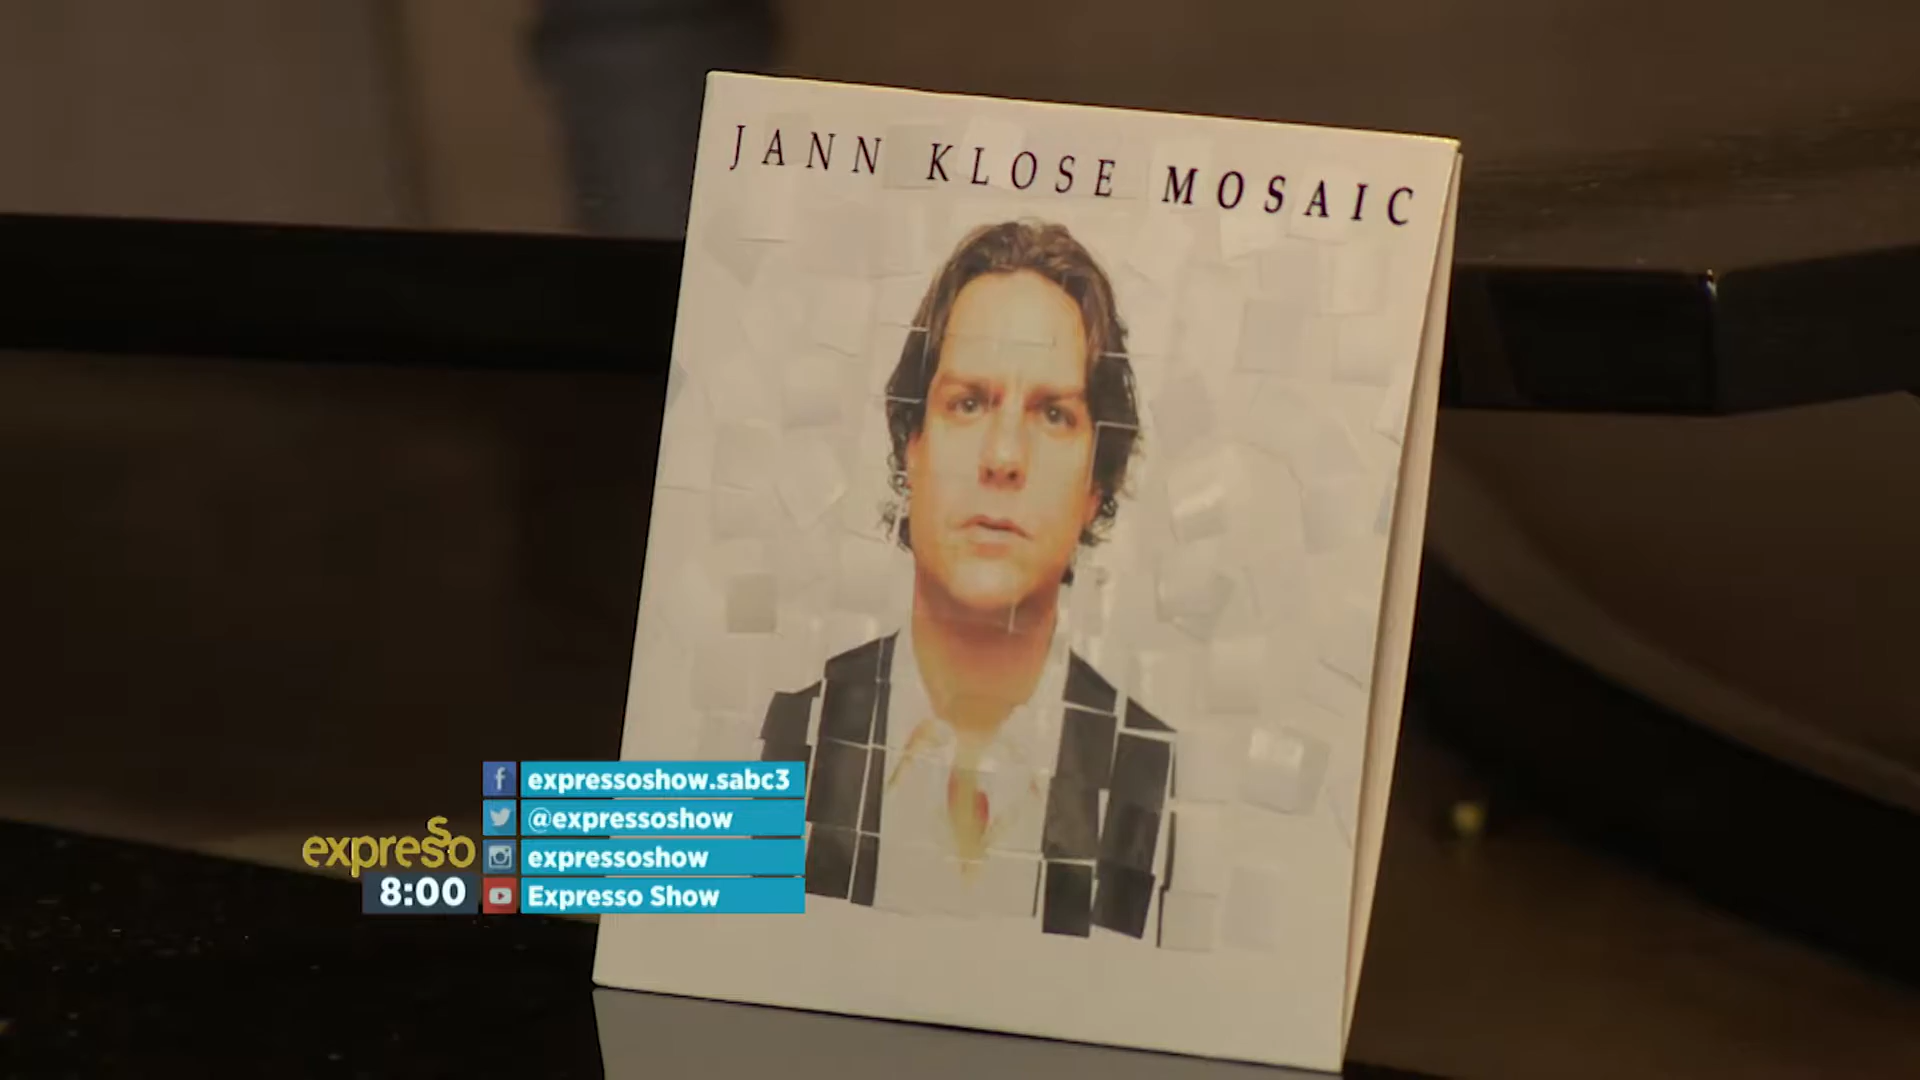 JANN KLOSE MOSAIC
expressoshow.sabc3
@expressoshow
expresso
expressoshow
8:00
Expresso Show